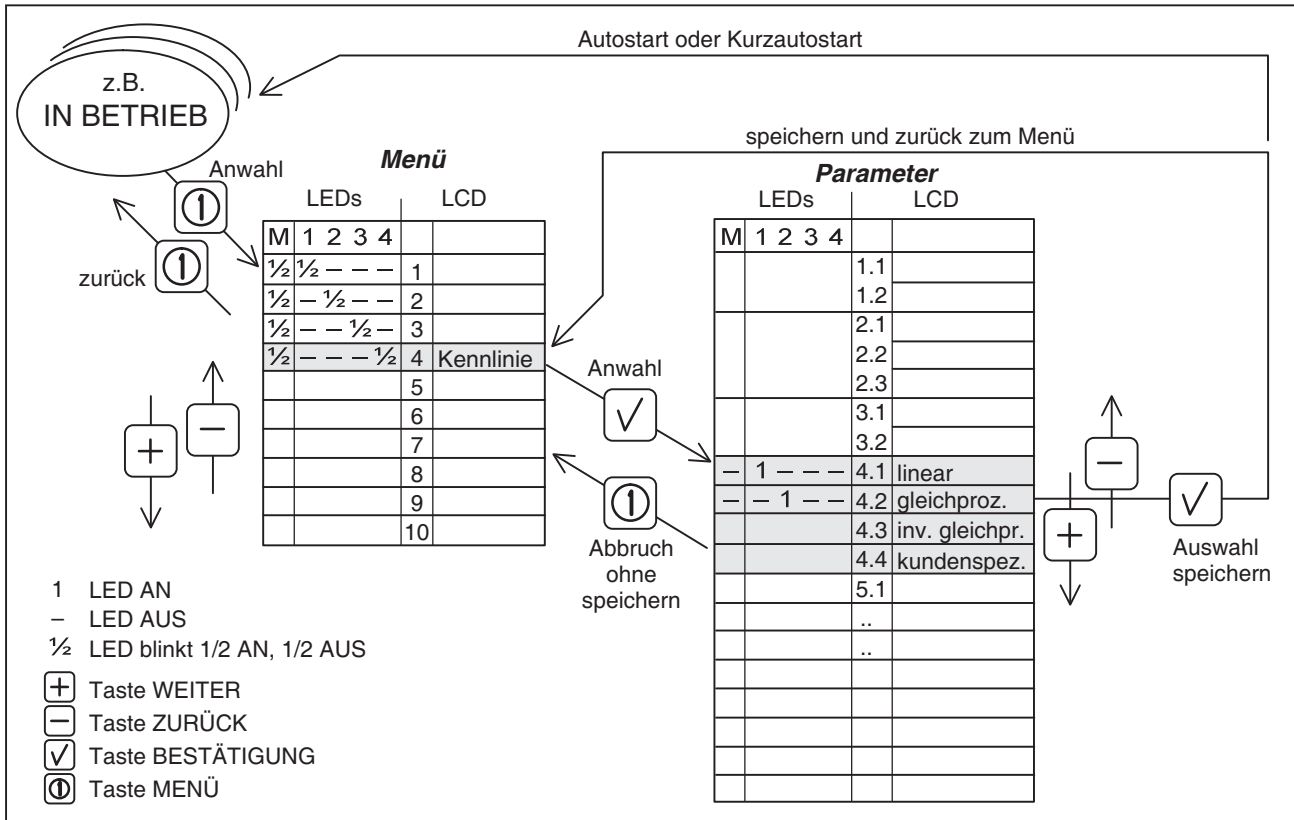 Autostart oder Kurzautostart
z.B.
IN BETRIEB
speichern und zurück zum Menü
Anwahl
①
zurück
①
Menü
LEDs LCD
M 1 2 3 4
½ ½ – – – 1
½ – ½ – – 2
½ – – ½ – 3
½ – – – ½ 4 Kennlinie
5
6
7
8
9
10
+
–
Anwahl
✓
①
Abbruch
ohne
speichern
Parameter
LEDs LCD
M 1 2 3 4
1.1
1.2
2.1
2.2
2.3
3.1
3.2
– 1 – – – 4.1 linear
– – 1 – – 4.2 gleichproz.
4.3 inv. gleichpr.
4.4 kundenspez.
5.1
..
..
–
+
✓
Auswahl
speichern
1 LED AN
– LED AUS
½ LED blinkt 1/2 AN, 1/2 AUS
+ Taste WEITER
– Taste ZURÜCK
✓ Taste BESTÄTIGUNG
① Taste MENÜ